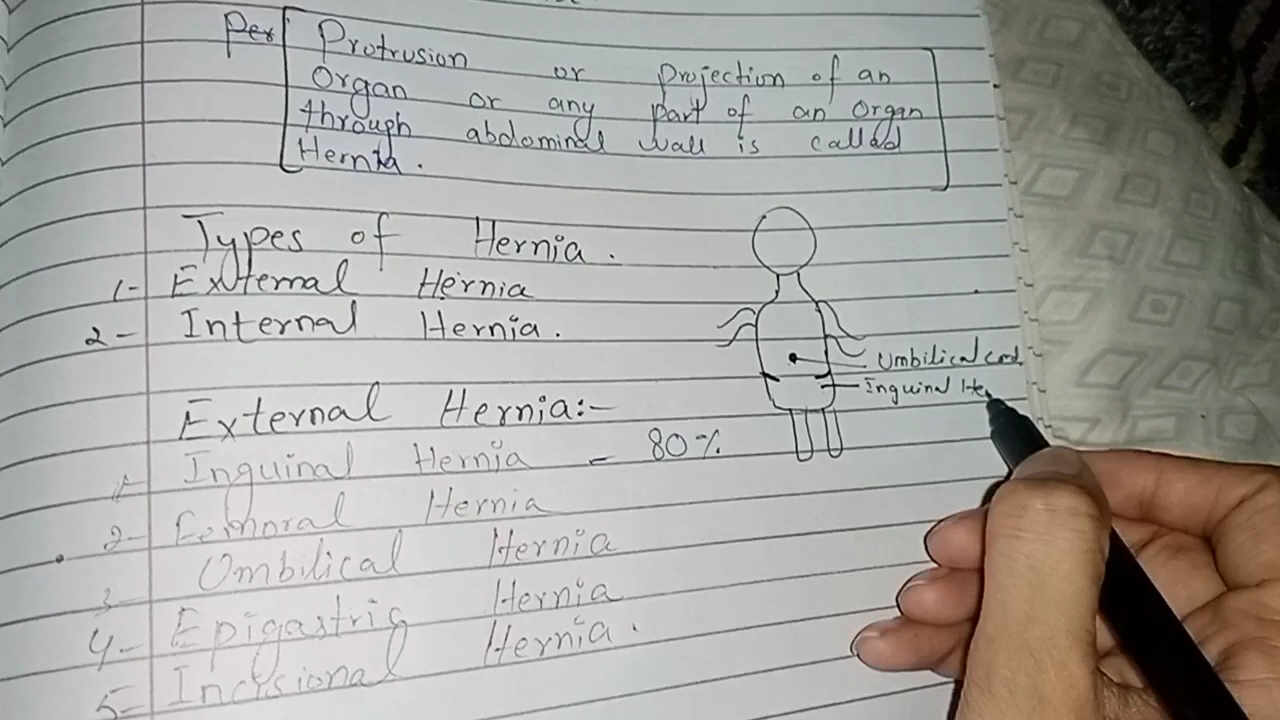 Per
Protrusion or projection of an
Organ or any part of an Organ
through abdominal wall is called
Hernia.
Types of Hernia.
1- External Hernia
2- Internal Hernia.
Umbilical cord
Inguinal He
External Hernia:-
1- Inguinal Hernia - 80%
2- Femoral Hernia
3- Umbilical Hernia
4- Epigastric Hernia
5- Incisional Hernia.